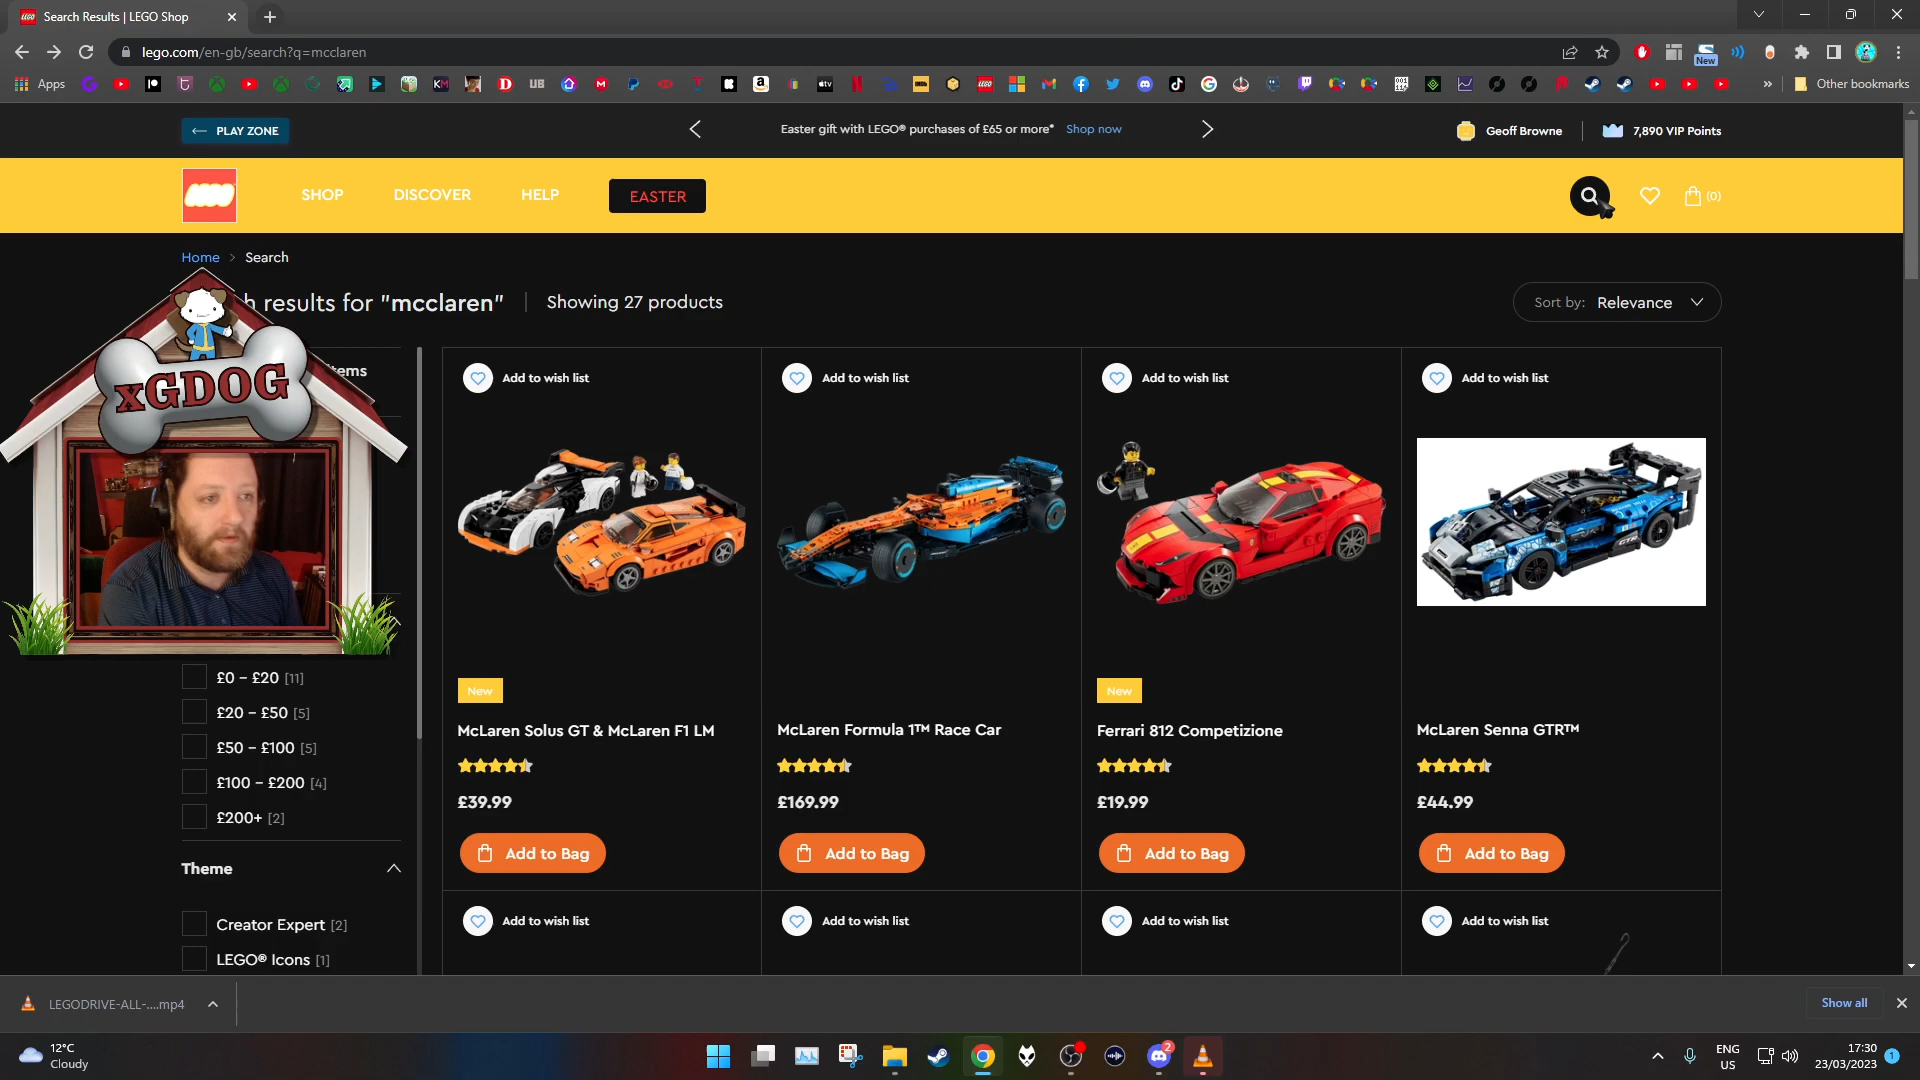 Search Results | LEGO Shop
lego.com/en-gb/search?q=mcclaren
New
Apps
Other bookmarks
PLAY ZONE
Easter gift with LEGO® purchases of £65 or more* Shop now
Geoff Browne
7,890 VIP Points
SHOP
DISCOVER
HELP
EASTER
(0)
Home > Search
h results for "mcclaren"
Showing 27 products
Sort by: Relevance
tems
xGDOG
Add to wish list
Add to wish list
Add to wish list
Add to wish list
New
New
McLaren Solus GT & McLaren F1 LM
McLaren Formula 1™ Race Car
Ferrari 812 Competizione
McLaren Senna GTR™
£39.99
£169.99
£19.99
£44.99
Add to Bag
Add to Bag
Add to Bag
Add to Bag
£0 – £20 [11]
£20 – £50 [5]
£50 – £100 [5]
£100 – £200 [4]
£200+ [2]
Theme
Creator Expert [2]
LEGO® Icons [1]
Add to wish list
Add to wish list
Add to wish list
Add to wish list
LEGODRIVE-ALL-....mp4
Show all
12°C
Cloudy
2
ENG
US
17:30
23/03/2023
1